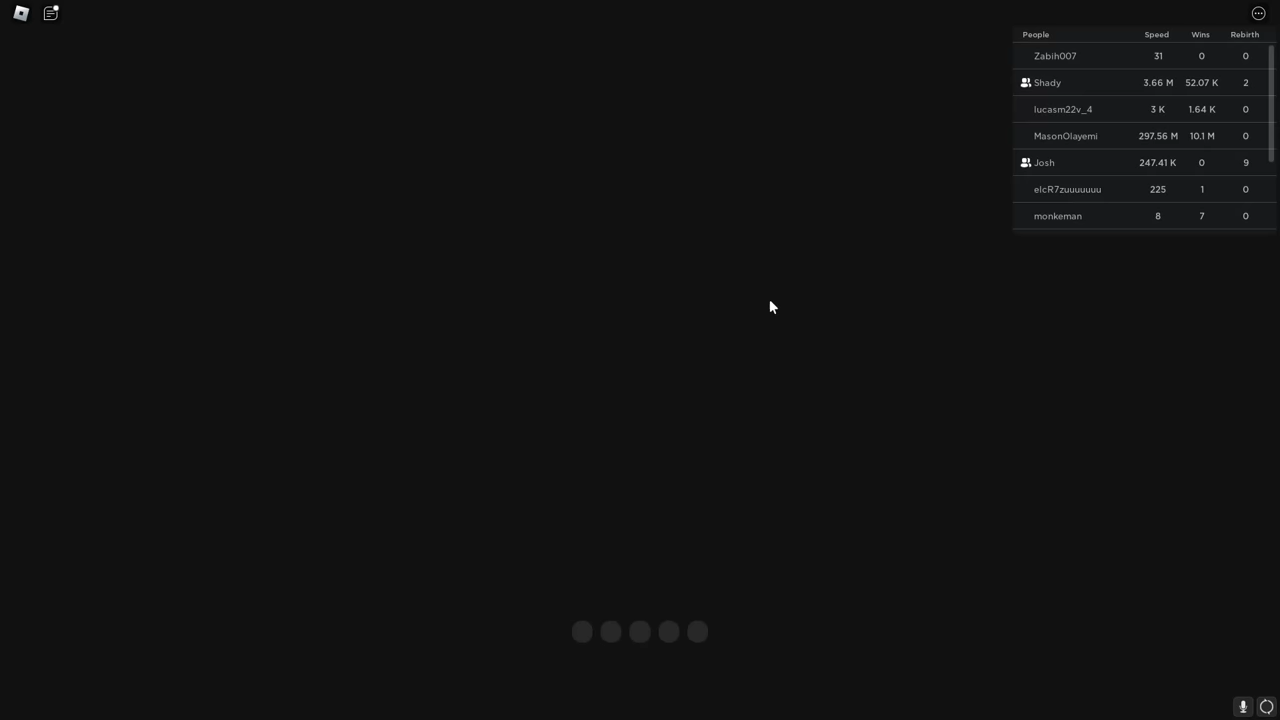 People Speed Wins Rebirth
Zabih007 31 0 0
Shady 3.66 M 52.07 K 2
lucasm22v_4 3 K 1.64 K 0
MasonOlayemi 297.56 M 10.1 M 0
Josh 247.41 K 0 9
elcR7zuuuuuuu 225 1 0
monkeman 8 7 0